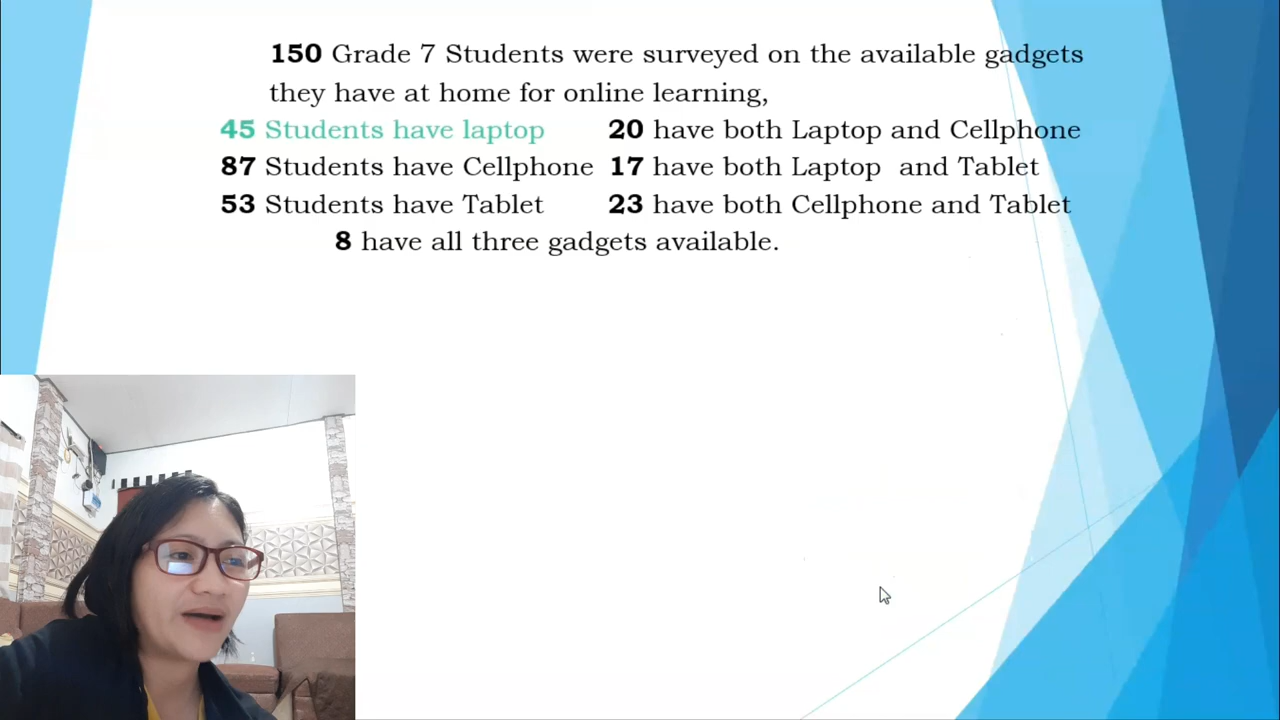 150 Grade 7 Students were surveyed on the available gadgets
they have at home for online learning,
45 Students have laptop 20 have both Laptop and Cellphone
87 Students have Cellphone 17 have both Laptop and Tablet
53 Students have Tablet 23 have both Cellphone and Tablet
8 have all three gadgets available.